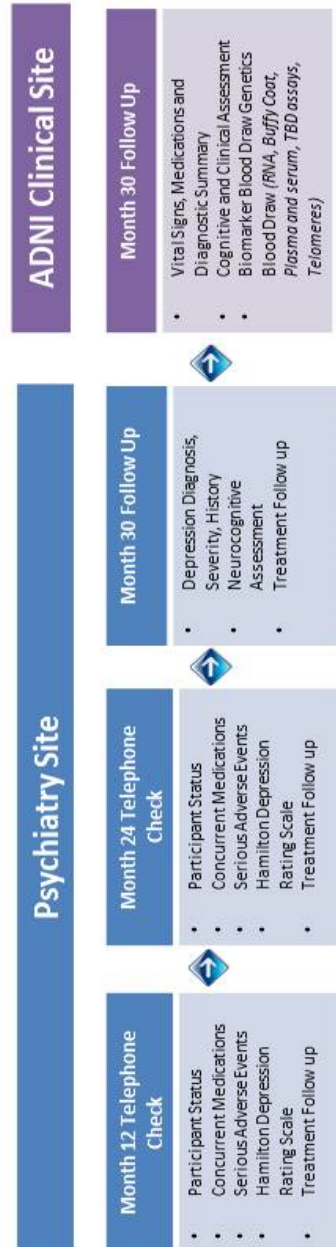 Psychiatry Site
Month 12 Telephone
Check
• Participant Status
• Concurrent Medications
• Serious Adverse Events
• Hamilton Depression
Rating Scale
• Treatment Follow up
Month 24 Telephone
Check
• Participant Status
• Concurrent Medications
• Serious Adverse Events
• Hamilton Depression
Rating Scale
• Treatment Follow up
Month 30 Follow Up
• Depression Diagnosis,
Severity, History
• Neurocognitive
Assessment
• Treatment Follow up
ADNI Clinical Site
Month 30 Follow Up
• Vital Signs, Medications and
Diagnostic Summary
• Cognitive and Clinical Assessment
• Biomarker Blood Draw Genetics
Blood Draw (RNA, Buffy Coat,
Plasma and serum, TBD assays,
Telomeres)